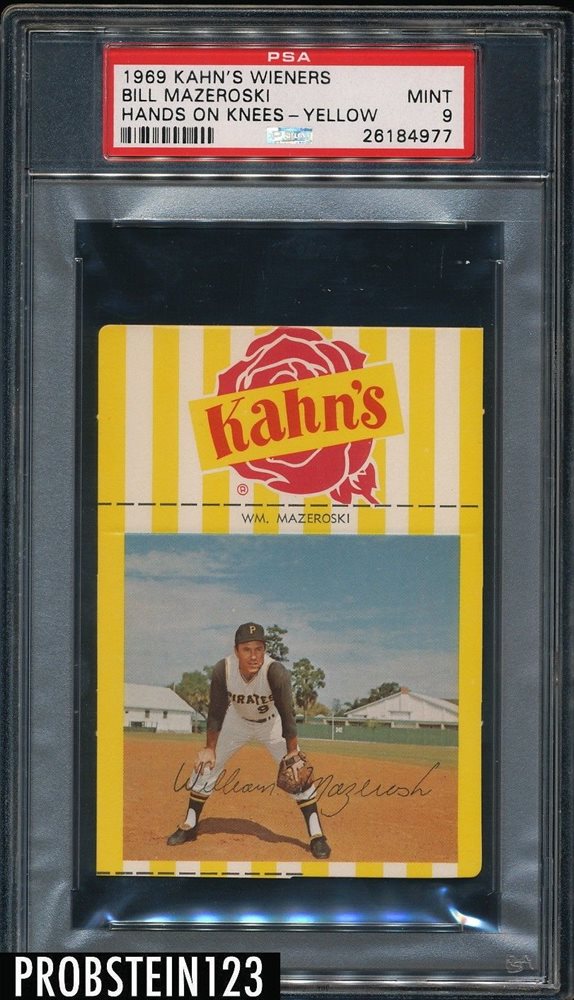 PSA
1969 KAHN'S WIENERS
BILL MAZEROSKI MINT
HANDS ON KNEES - YELLOW 9
26184977
Kahn's
®
WM. MAZEROSKI
P
PIRATES
9
William Mazeroski
PSA
PROBSTEIN123